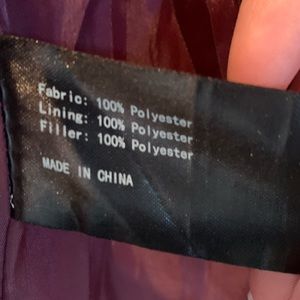 Fabric: 100% Polyester
Lining: 100% Polyester
Filler: 100% Polyester
MADE IN CHINA